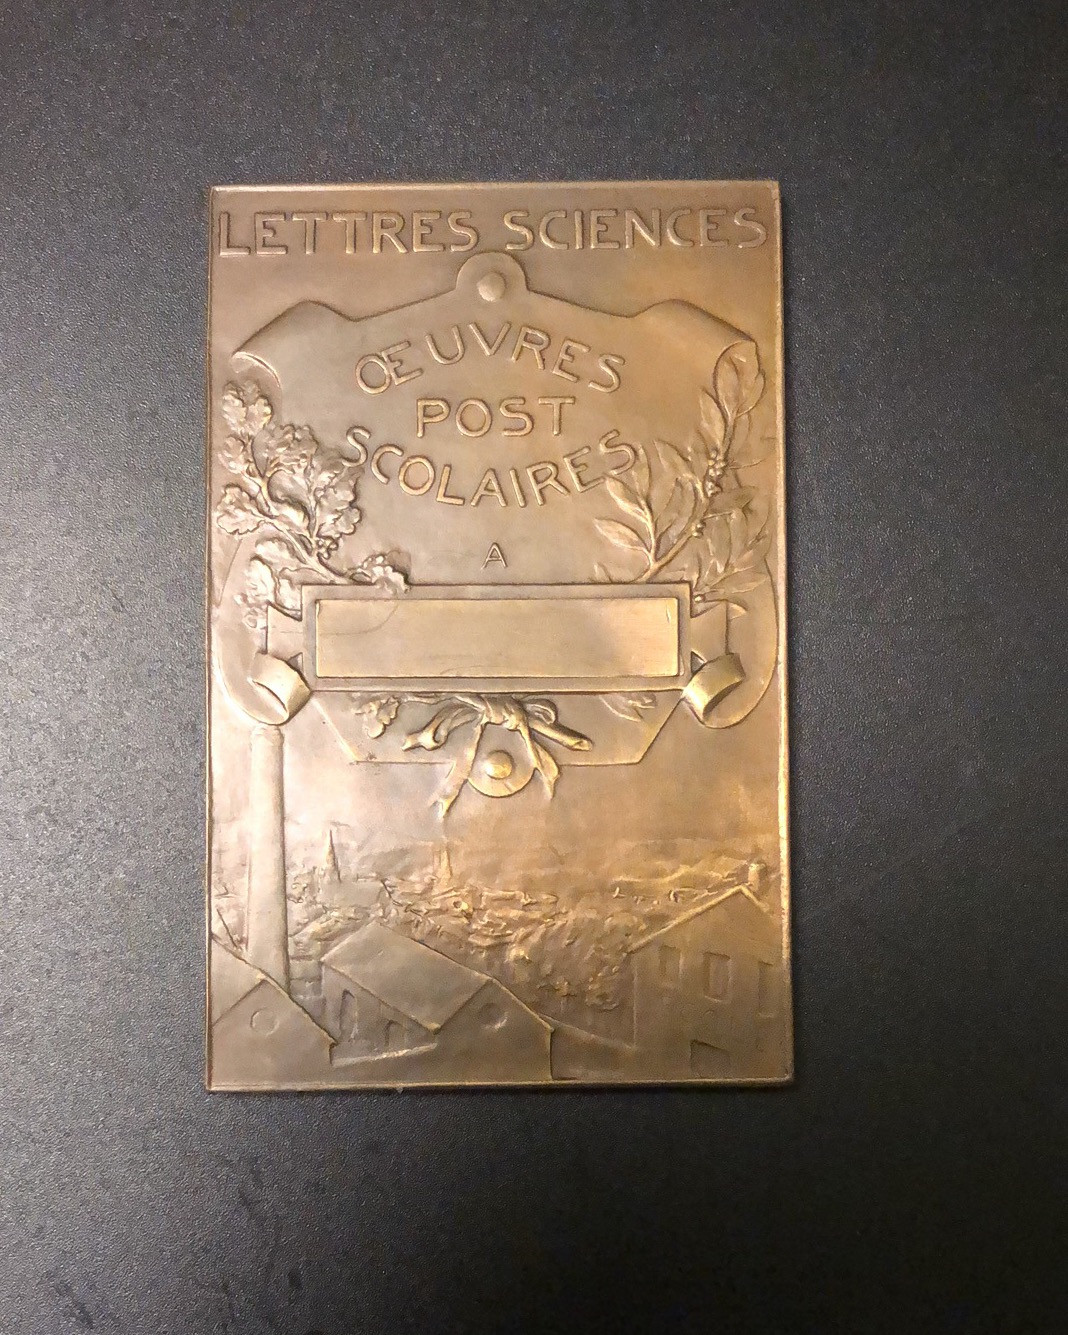 LETTRES SCIENCES
ŒUVRES
POST
SCOLAIRES
A